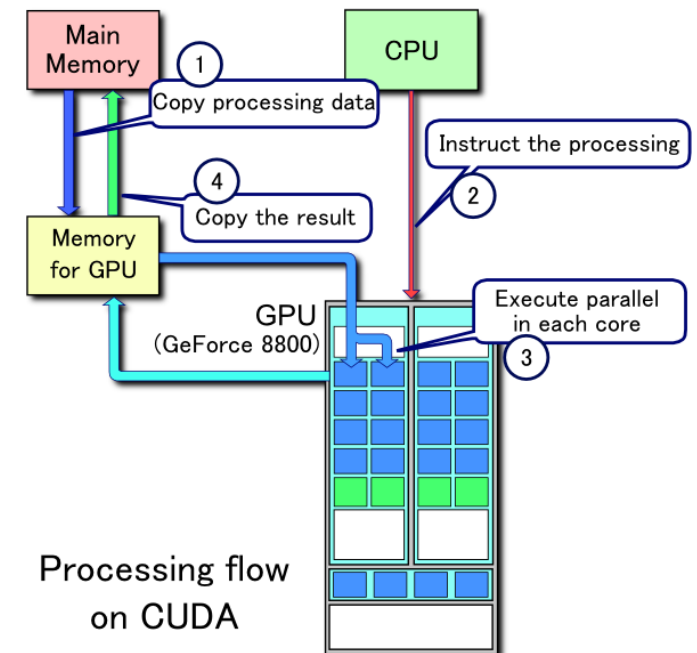 Main
Memory
CPU
1
Copy processing data
Instruct the processing
2
4
Copy the result
Memory
for GPU
GPU
(GeForce 8800)
Execute parallel
in each core
3
Processing flow
on CUDA